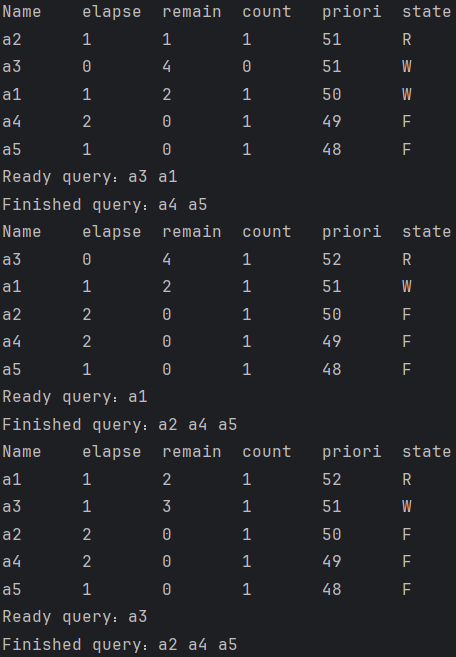 Name elapse remain count priori state
a2 1 1 1 51 R
a3 0 4 0 51 W
a1 1 2 1 50 W
a4 2 0 1 49 F
a5 1 0 1 48 F
Ready query：a3 a1
Finished query：a4 a5
Name elapse remain count priori state
a3 0 4 1 52 R
a1 1 2 1 51 W
a2 2 0 1 50 F
a4 2 0 1 49 F
a5 1 0 1 48 F
Ready query：a1
Finished query：a2 a4 a5
Name elapse remain count priori state
a1 1 2 1 52 R
a3 1 3 1 51 W
a2 2 0 1 50 F
a4 2 0 1 49 F
a5 1 0 1 48 F
Ready query：a3
Finished query：a2 a4 a5